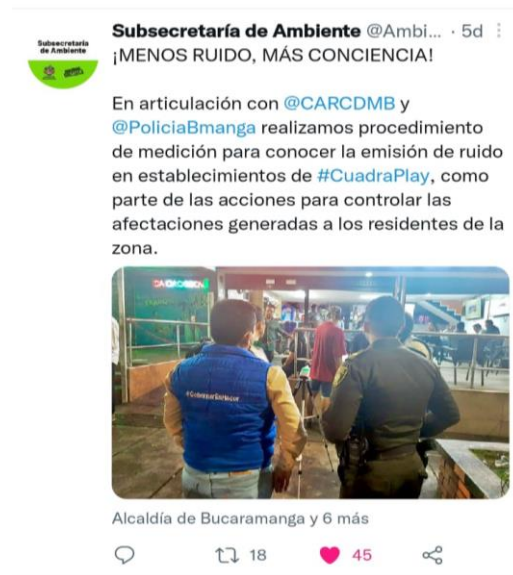 Subsecretaría
de Ambiente
Subsecretaría de Ambiente @Ambi... · 5d
¡MENOS RUIDO, MÁS CONCIENCIA!
En articulación con @CARCDMB y
@PoliciaBmanga realizamos procedimiento
de medición para conocer la emisión de ruido
en establecimientos de #CuadraPlay, como
parte de las acciones para controlar las
afectaciones generadas a los residentes de la
zona.
Alcaldía de Bucaramanga y 6 más
18
45